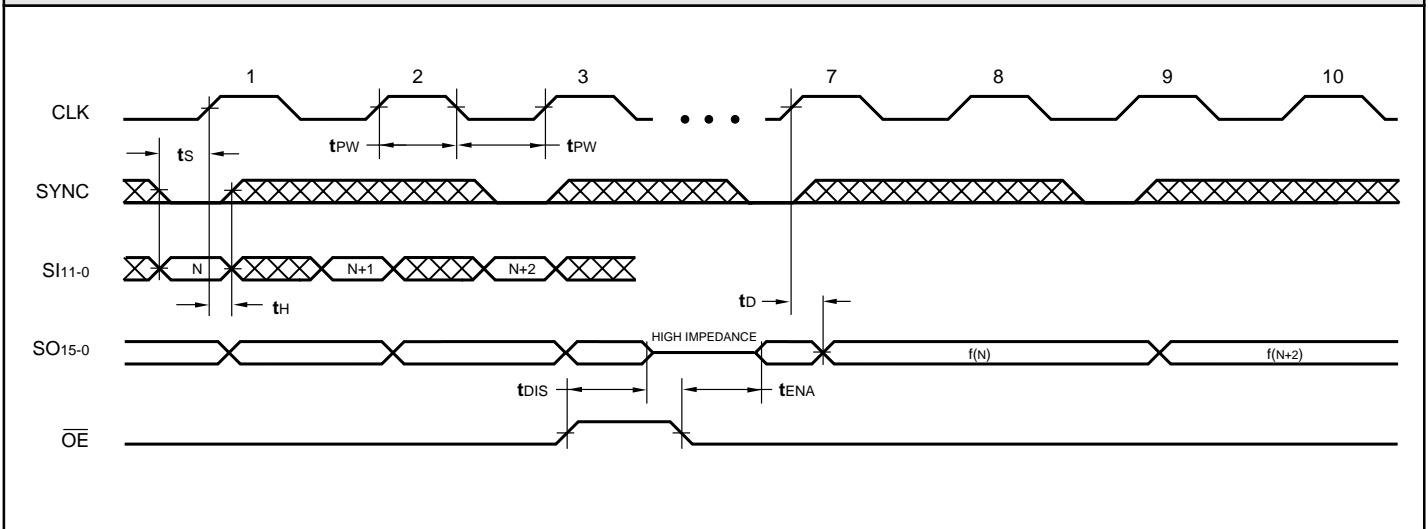 1 2 3 7 8 9 10
CLK
tS tPW tPW
SYNC
SI11-0 N N+1 N+2
tH tD
SO15-0 HIGH IMPEDANCE f(N) f(N+2)
tDIS tENA
OE